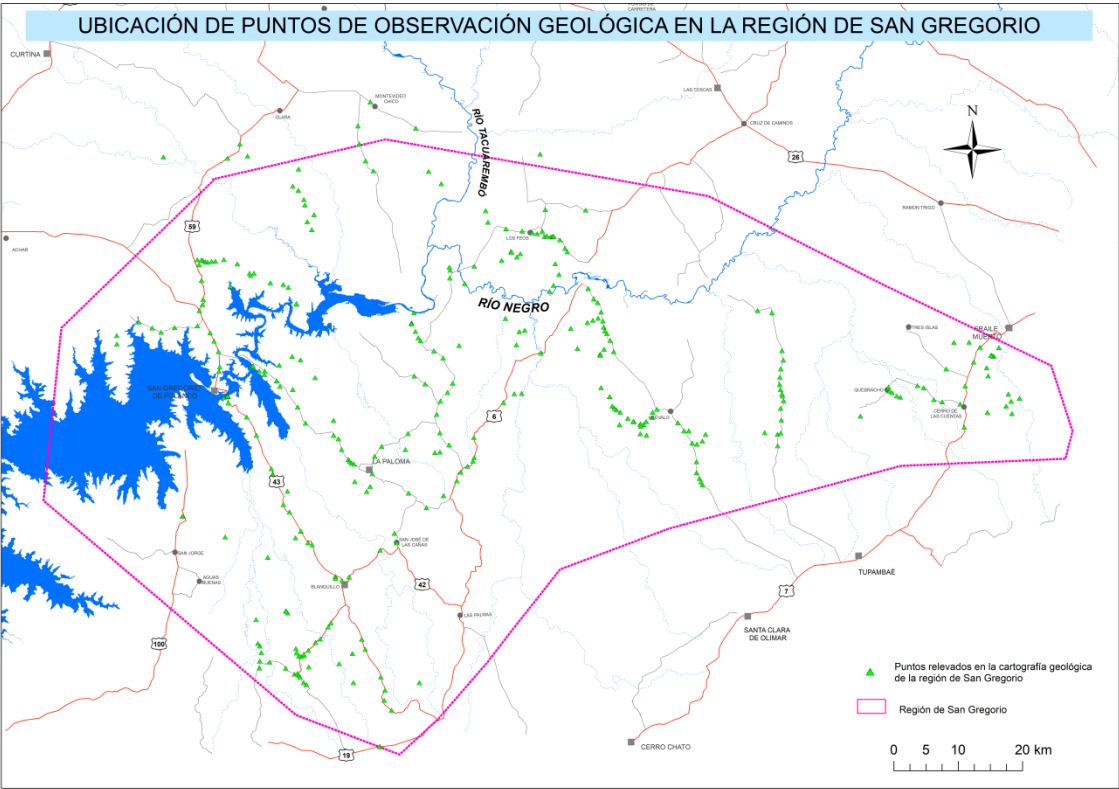 UBICACIÓN DE PUNTOS DE OBSERVACIÓN GEOLÓGICA EN LA REGIÓN DE SAN GREGORIO
CARRETERA
CURTINA
LAS TOSCAS
MONTEVIDEO
CHICO
CLARA
RÍO TACUAREMBÓ
N
CRUZ DE CAMINOS
26
RAMON TRIGO
59
ACHAR
LOS FEOS
RÍO NEGRO
TRES ISLAS
FRAILE
MUERTO
SAN GREGORIO
DE POLANCO
QUEBRACHO
6
CERRO DE
LAS CUENTAS
LA PALOMA
43
SAN JORGE
SAN JOSÉ DE
LAS CAÑAS
TUPAMBAÉ
AGUAS
BUENAS
BLANQUILLO
42
7
LAS PALMAS
SANTA CLARA
DE OLIMAR
100
Puntos relevados en la cartografía geológica
de la región de San Gregorio
Región de San Gregorio
CERRO CHATO
19
0 5 10 20 km